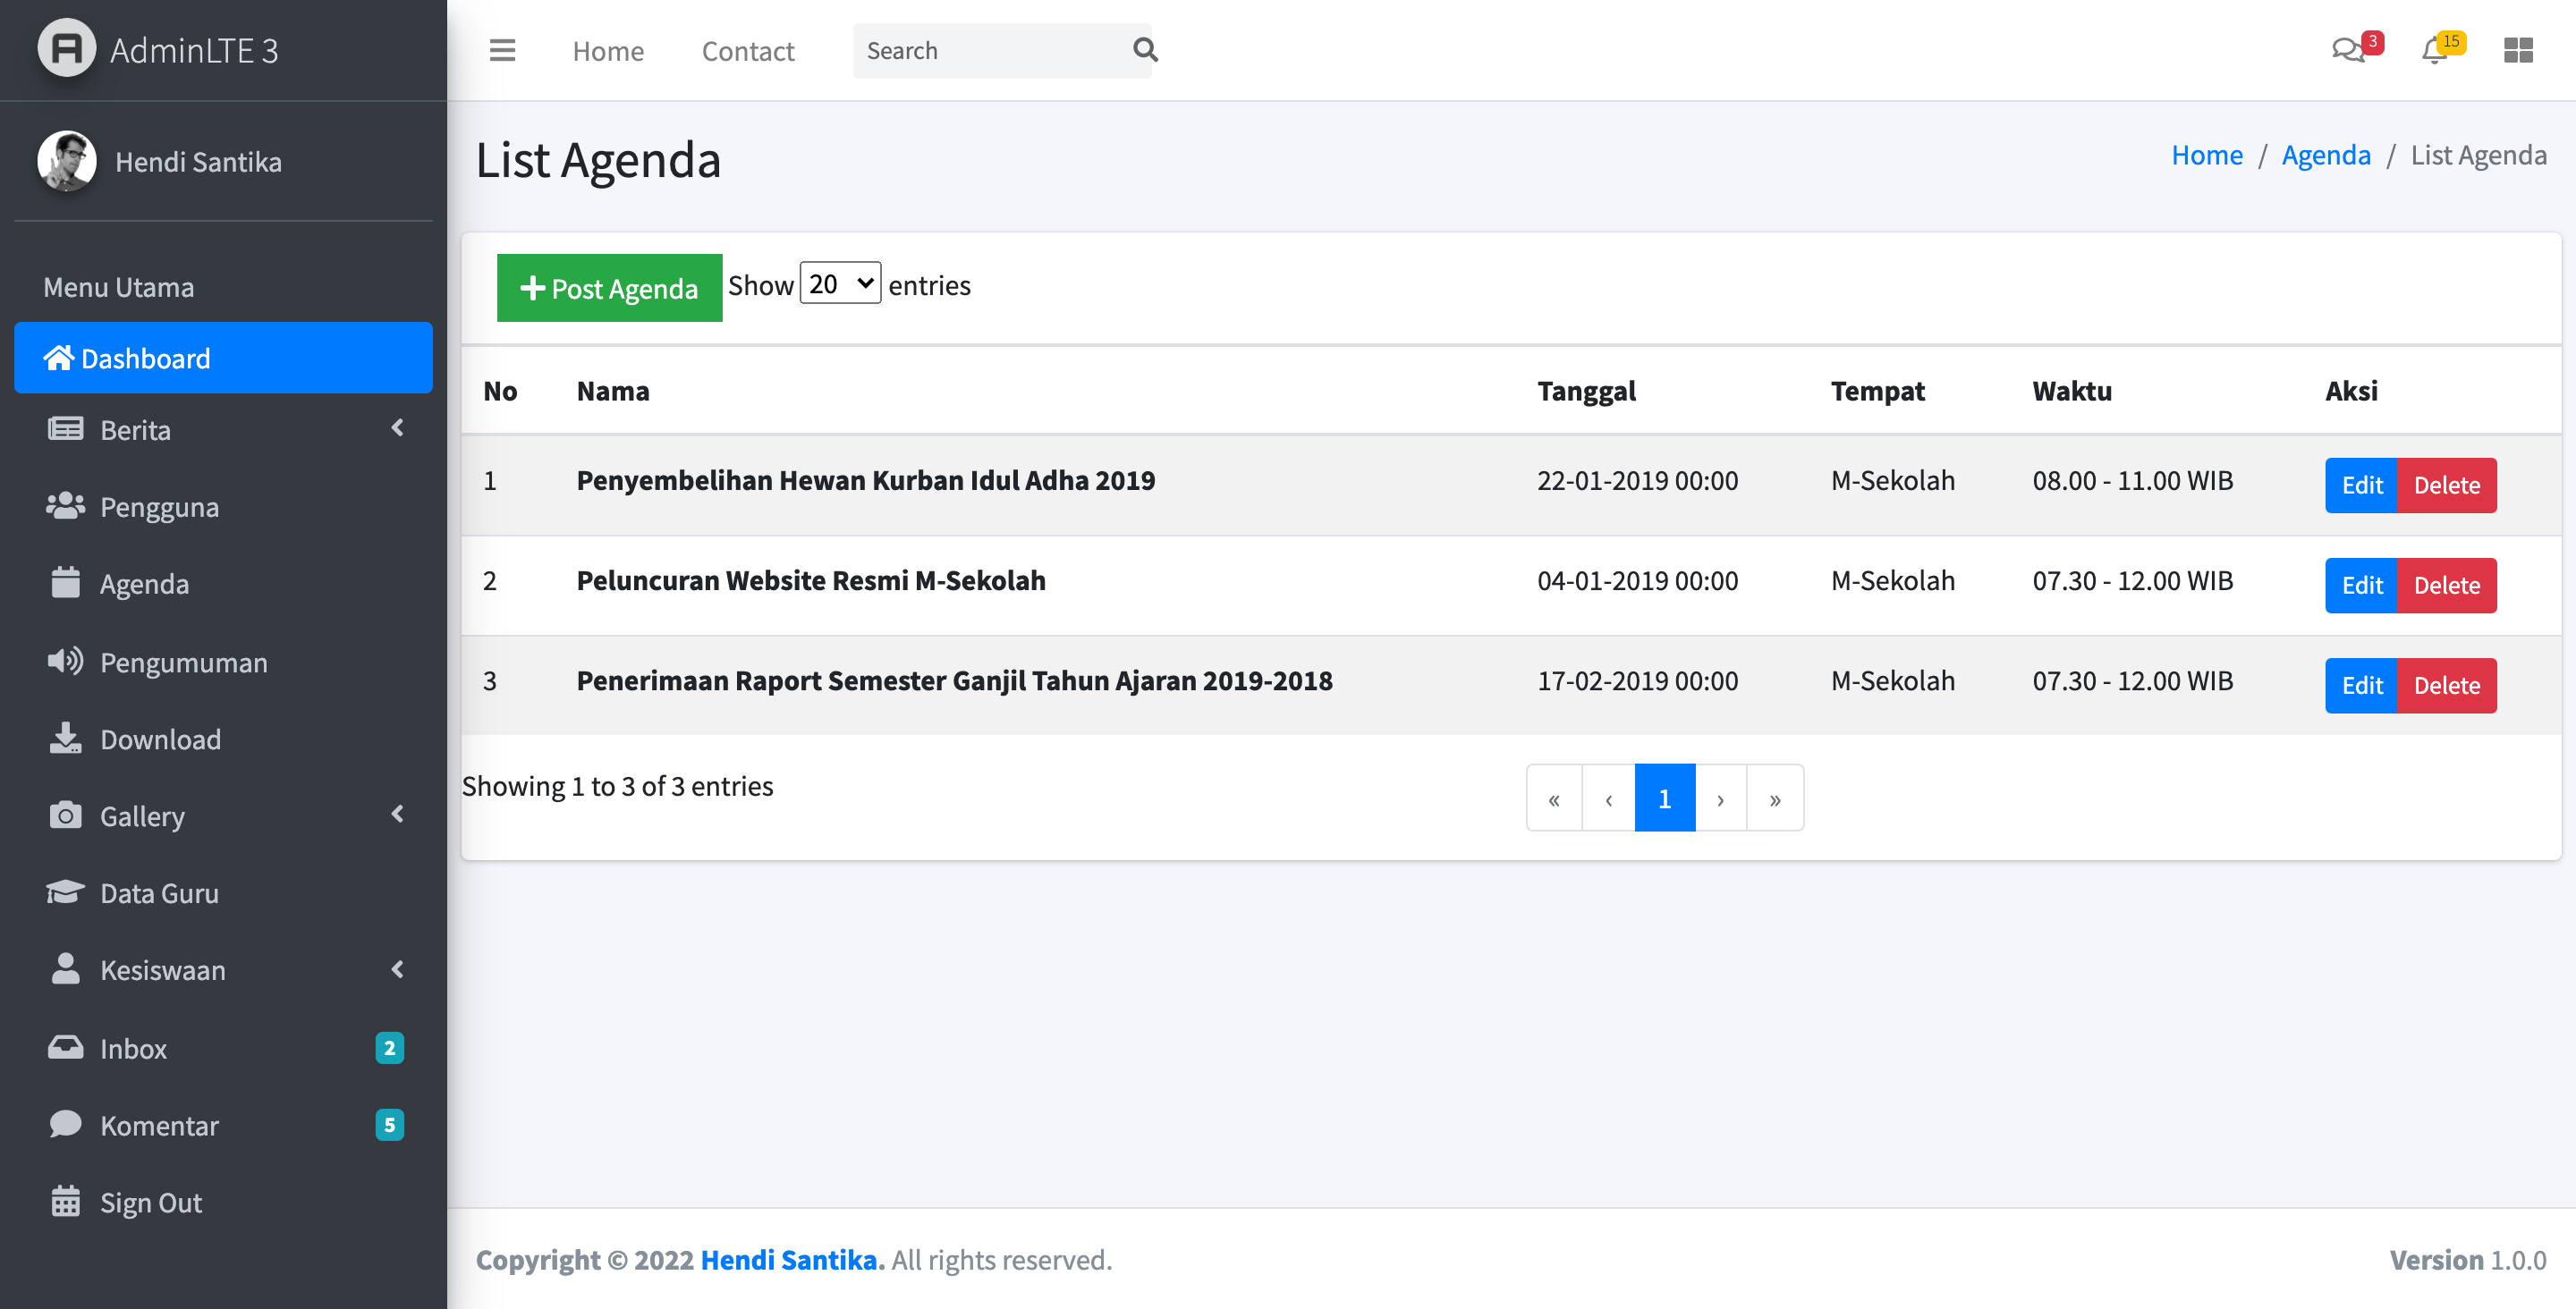 AdminLTE 3
Home Contact Search 3 15
Hendi Santika
Menu Utama
Dashboard
Berita
Pengguna
Agenda
Pengumuman
Download
Gallery
Data Guru
Kesiswaan
Inbox 2
Komentar 5
Sign Out
List Agenda
Home / Agenda / List Agenda
Post Agenda Show 20 entries
No Nama Tanggal Tempat Waktu Aksi
1 Penyembelihan Hewan Kurban Idul Adha 2019 22-01-2019 00:00 M-Sekolah 08.00 - 11.00 WIB Edit Delete
2 Peluncuran Website Resmi M-Sekolah 04-01-2019 00:00 M-Sekolah 07.30 - 12.00 WIB Edit Delete
3 Penerimaan Raport Semester Ganjil Tahun Ajaran 2019-2018 17-02-2019 00:00 M-Sekolah 07.30 - 12.00 WIB Edit Delete
Showing 1 to 3 of 3 entries « ‹ 1 › »
Copyright © 2022 Hendi Santika. All rights reserved. Version 1.0.0